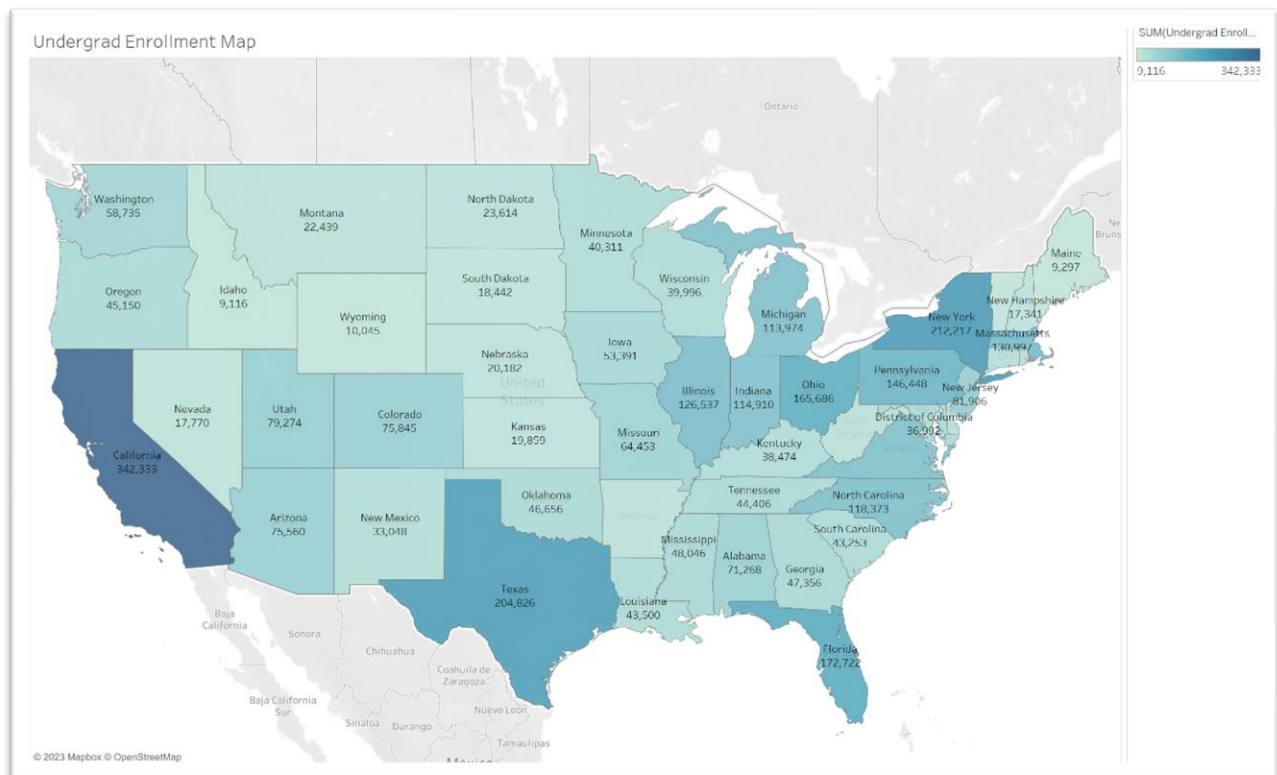 Undergrad Enrollment Map
SUM(Undergrad Enroll...
9,116 342,333
Ontario
Washington
58,735
Montana
22,439
North Dakota
23,614
Minnesota
40,311
Maine
9,297
Oregon
45,150
Idaho
9,116
South Dakota
18,442
Wisconsin
39,996
New Hampshire
17,341
Wyoming
10,045
Michigan
113,974
New York
212,217
Massachusetts
130,997
Nebraska
20,182
United
States
Iowa
53,391
Pennsylvania
146,448
Nevada
17,770
Utah
79,274
Colorado
75,845
Illinois
126,537
Indiana
114,910
Ohio
165,686
New Jersey
81,906
Kansas
19,859
Missouri
64,453
District of Columbia
36,992
California
342,333
Kentucky
38,474
Arizona
75,560
New Mexico
33,048
Oklahoma
46,656
Arkansas
Tennessee
44,406
North Carolina
118,373
Mississippi
48,046
Alabama
71,268
South Carolina
43,253
Georgia
47,356
Texas
204,826
Louisiana
43,500
Florida
172,722
Baja
California
Sonora
Chihuahua
Coahuila de
Zaragoza...
Baja California
Sur
Sinaloa
Durango
Nuevo León
Tamaulipas
© 2023 Mapbox © OpenStreetMap
Mexico